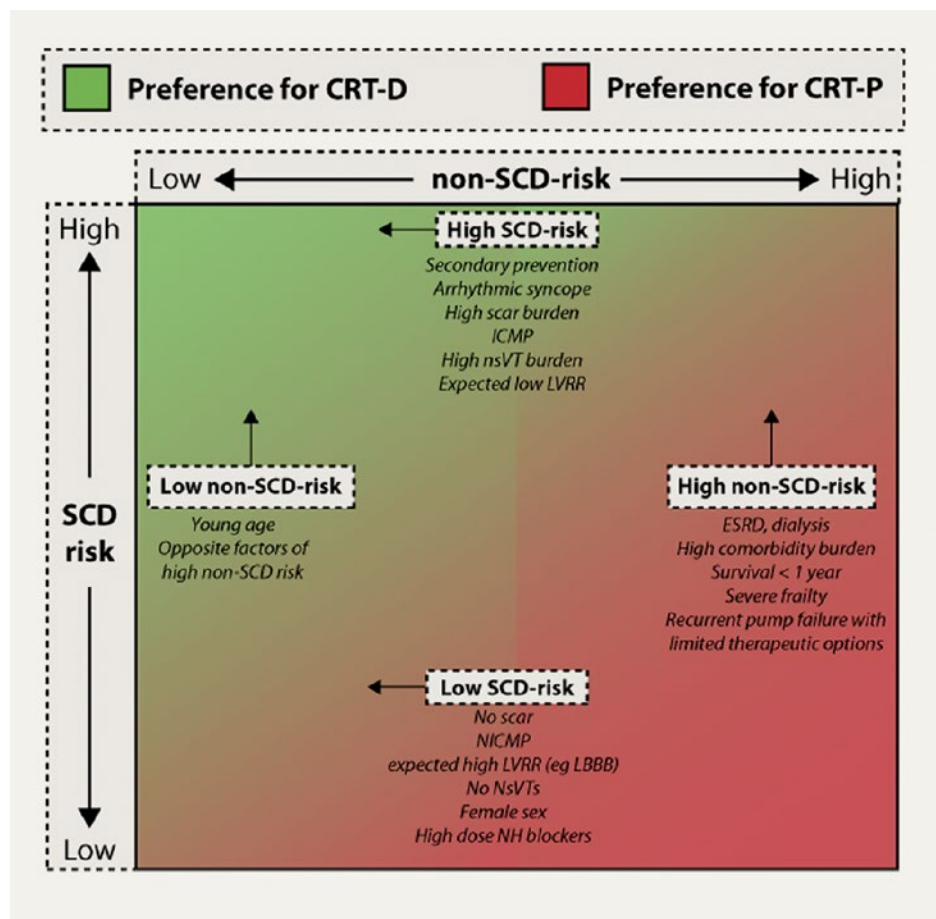 Preference for CRT-D
Preference for CRT-P
Low
non-SCD-risk
High
High
SCD
risk
Low
High SCD-risk
Secondary prevention
Arrhythmic syncope
High scar burden
ICMP
High nsVT burden
Expected low LVRR
Low non-SCD-risk
Young age
Opposite factors of
high non-SCD risk
High non-SCD-risk
ESRD, dialysis
High comorbidity burden
Survival < 1 year
Severe frailty
Recurrent pump failure with
limited therapeutic options
Low SCD-risk
No scar
NICMP
expected high LVRR (eg LBBB)
No NsVTs
Female sex
High dose NH blockers